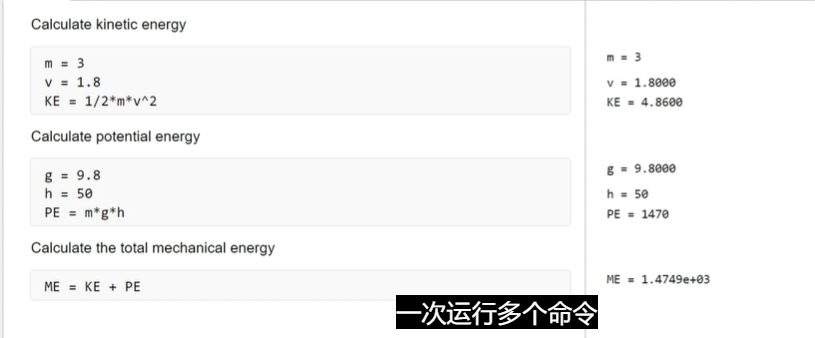 Calculate kinetic energy
m = 3
v = 1.8
KE = 1/2*m*v^2
m = 3
v = 1.8000
KE = 4.8600
Calculate potential energy
g = 9.8
h = 50
PE = m*g*h
g = 9.8000
h = 50
PE = 1470
Calculate the total mechanical energy
ME = KE + PE
ME = 1.4749e+03
一次运行多个命令